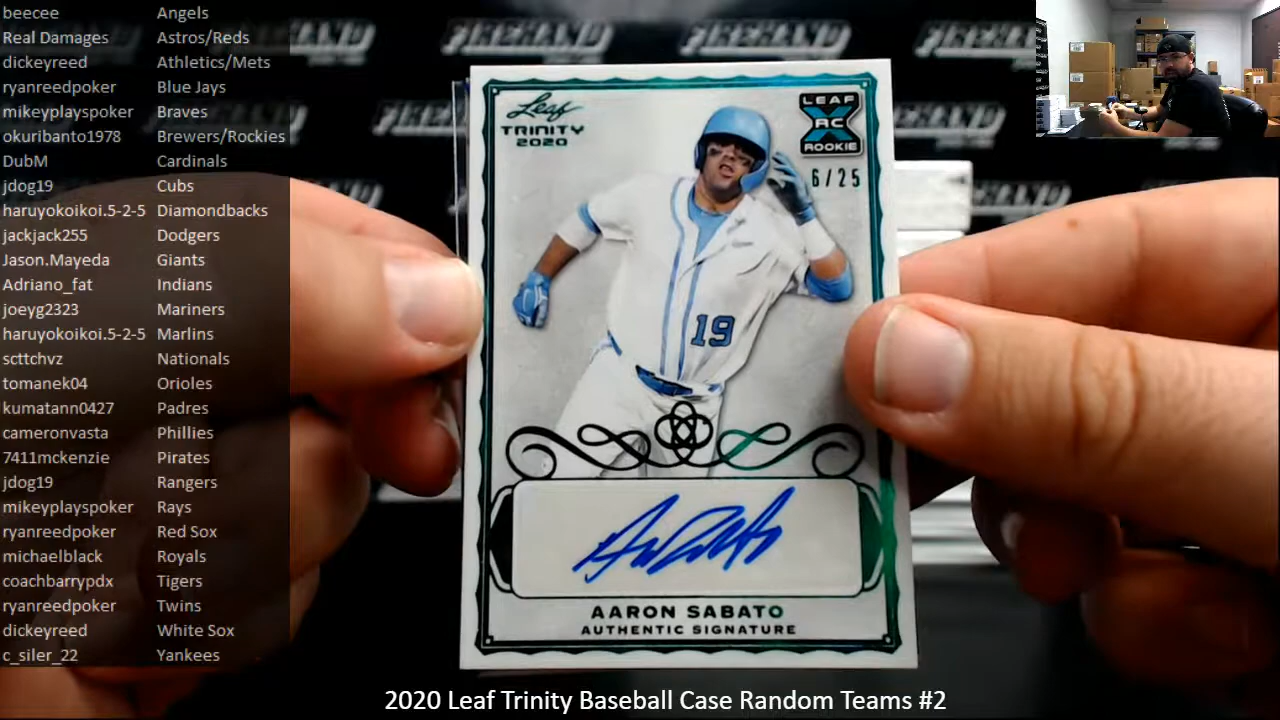 beecee Angels
Real Damages Astros/Reds
dickeyreed Athletics/Mets
ryanreedpoker Blue Jays
mikeyplayspoker Braves
okuribanto1978 Brewers/Rockies
DubM Cardinals
jdog19 Cubs
haruyokoikoi.5-2-5 Diamondbacks
jackjack255 Dodgers
Jason.Mayeda Giants
Adriano_fat Indians
joeyg2323 Mariners
haruyokoikoi.5-2-5 Marlins
scttchvz Nationals
tomanek04 Orioles
kumatann0427 Padres
cameronvasta Phillies
7411mckenzie Pirates
jdog19 Rangers
mikeyplayspoker Rays
ryanreedpoker Red Sox
michaelblack Royals
coachbarrypdx Tigers
ryanreedpoker Twins
dickeyreed White Sox
c_siler_22 Yankees
FIREHAND
FIREHAND
FIREHAND
Leaf
TRINITY
2020
LEAF
X RC
ROOKIE
6/25
19
AARON SABATO
AUTHENTIC SIGNATURE
2020 Leaf Trinity Baseball Case Random Teams #2